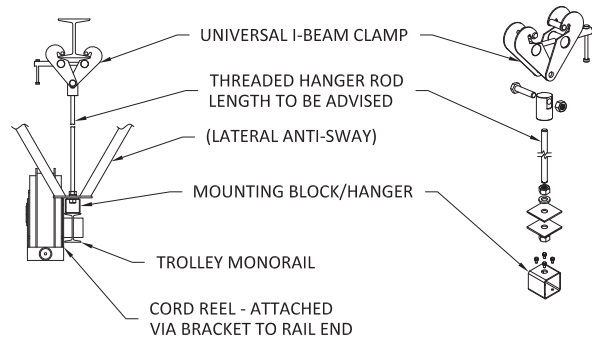 UNIVERSAL I-BEAM CLAMP
THREADED HANGER ROD
LENGTH TO BE ADVISED
(LATERAL ANTI-SWAY)
MOUNTING BLOCK/HANGER
TROLLEY MONORAIL
CORD REEL - ATTACHED
VIA BRACKET TO RAIL END